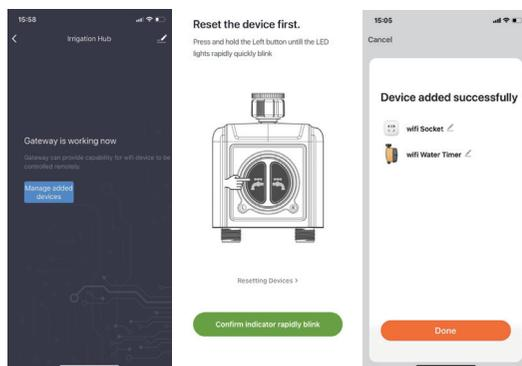 15:58
Irrigation Hub
Gateway is working now
Gateway can provide capability for wifi device to be
controlled remotely.
Manage added
devices
Reset the device first.
Press and hold the Left button untill the LED
lights rapidly quickly blink
Resetting Devices >
Confirm indicator rapidly blink
15:05
Cancel
Device added successfully
wifi Socket
wifi Water Timer
Done